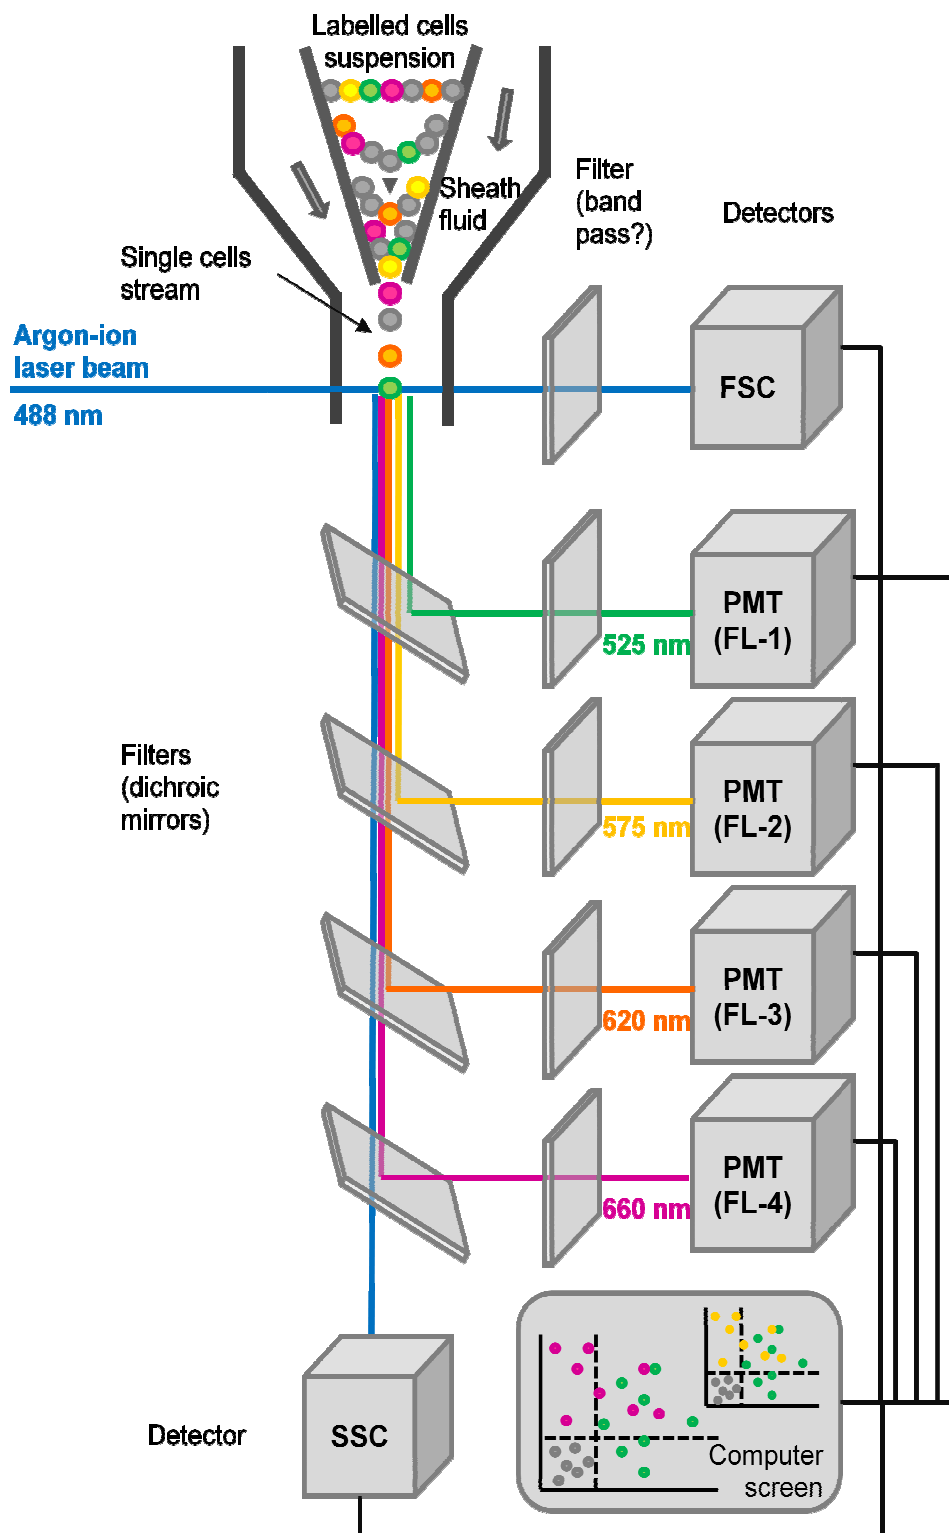 Labelled cells
suspension
Sheath
fluid
Filter
(band
pass?)
Detectors
Single cells
stream
Argon-ion
laser beam
488 nm
FSC
PMT
(FL-1)
525 nm
Filters
(dichroic
mirrors)
PMT
(FL-2)
575 nm
PMT
(FL-3)
620 nm
PMT
(FL-4)
660 nm
Detector
SSC
Computer
screen